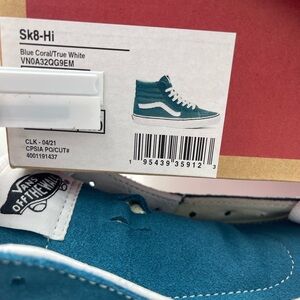 Sk8-Hi
Blue Coral/True White
VN0A32QG9EM
CLK - 04/21
CPSIA PO/CUT#
4001191437
1 95439 35912 3
VANS
"OFF THE WALL"